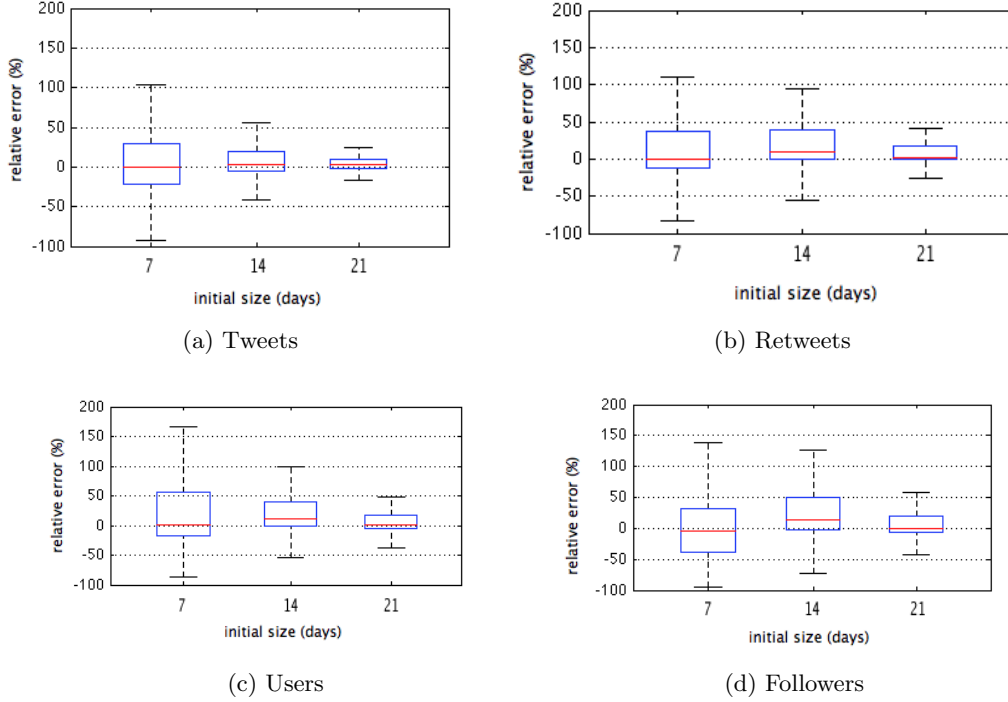 200
150
100
50
0
-50
-100
relative error (%)
7 14 21
initial size (days)
(a) Tweets
200
150
100
50
0
-50
-100
relative error (%)
7 14 21
initial size (days)
(b) Retweets
200
150
100
50
0
-50
-100
relative error (%)
7 14 21
initial size (days)
(c) Users
200
150
100
50
0
-50
-100
relative error (%)
7 14 21
initial size (days)
(d) Followers